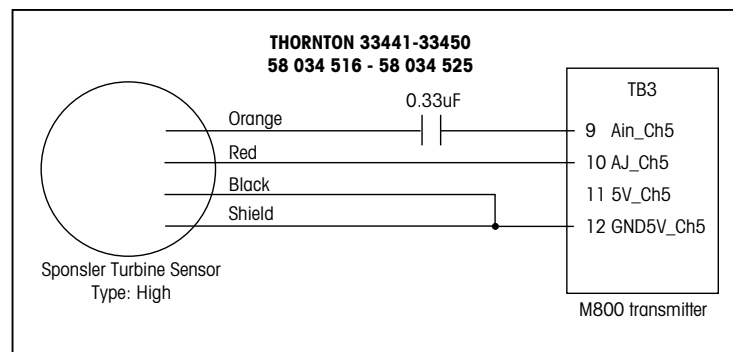 THORNTON 33441-33450
58 034 516 - 58 034 525
0.33uF
TB3
Orange
9 Ain_Ch5
Red
10 AJ_Ch5
Black
11 5V_Ch5
Shield
12 GND5V_Ch5
Sponsler Turbine Sensor
Type: High
M800 transmitter